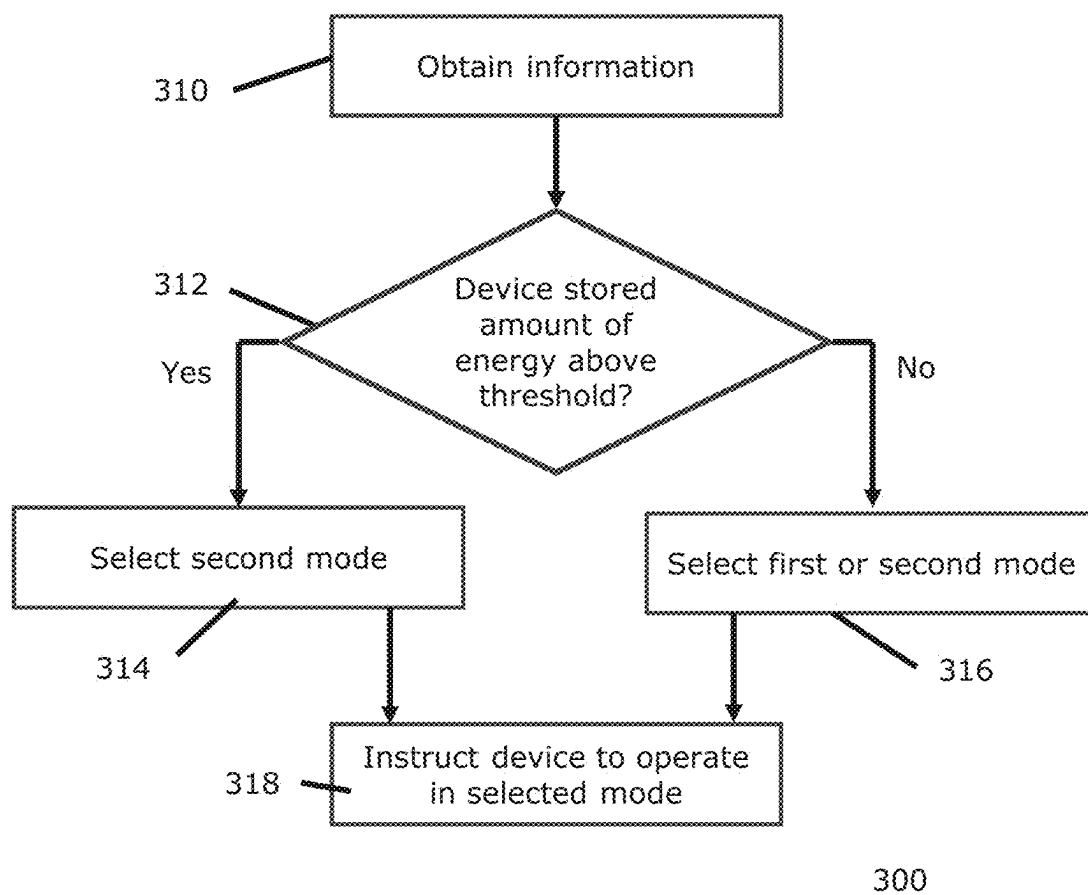 Obtain information
310
312
Device stored
amount of
energy above
threshold?
Yes
No
Select second mode
Select first or second mode
314
316
Instruct device to operate
in selected mode
318
300